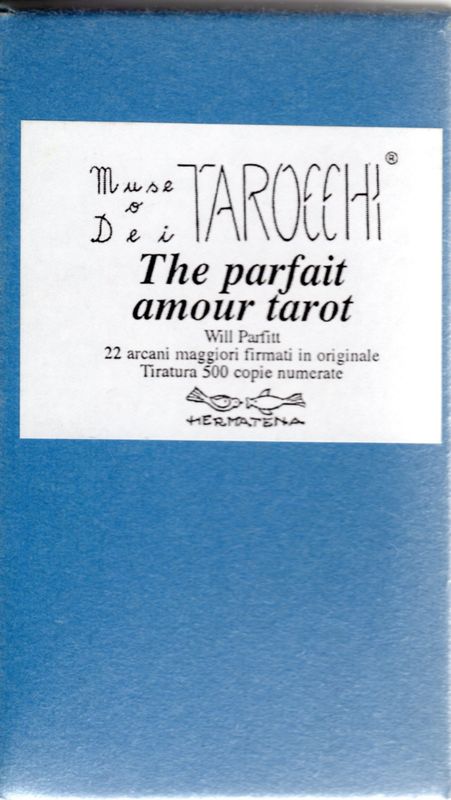 Museo Dei TAROCCHI®
The parfait
amour tarot
Will Parfitt
22 arcani maggiori firmati in originale
Tiratura 500 copie numerate
HERMATENA